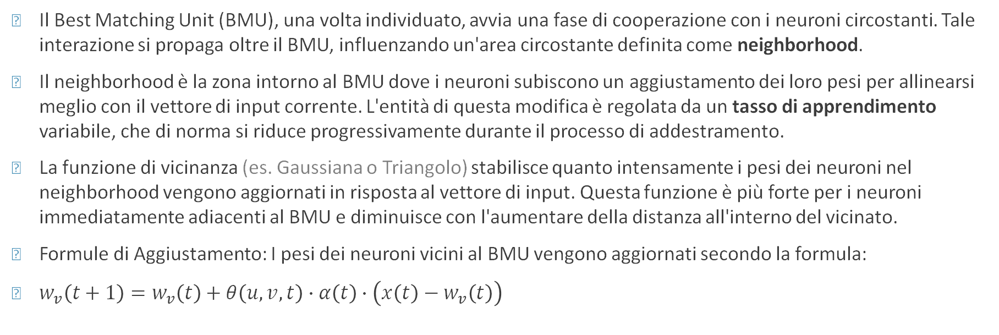 Il Best Matching Unit (BMU), una volta individuato, avvia una fase di cooperazione con i neuroni circostanti. Tale
interazione si propaga oltre il BMU, influenzando un'area circostante definita come neighborhood.
Il neighborhood è la zona intorno al BMU dove i neuroni subiscono un aggiustamento dei loro pesi per allinearsi
meglio con il vettore di input corrente. L'entità di questa modifica è regolata da un tasso di apprendimento
variabile, che di norma si riduce progressivamente durante il processo di addestramento.
La funzione di vicinanza (es. Gaussiana o Triangolo) stabilisce quanto intensamente i pesi dei neuroni nel
neighborhood vengono aggiornati in risposta al vettore di input. Questa funzione è più forte per i neuroni
immediatamente adiacenti al BMU e diminuisce con l'aumentare della distanza all'interno del vicinato.
Formule di Aggiustamento: I pesi dei neuroni vicini al BMU vengono aggiornati secondo la formula:
w_v(t + 1) = w_v(t) + θ(u, v, t) · α(t) · (x(t) − w_v(t))